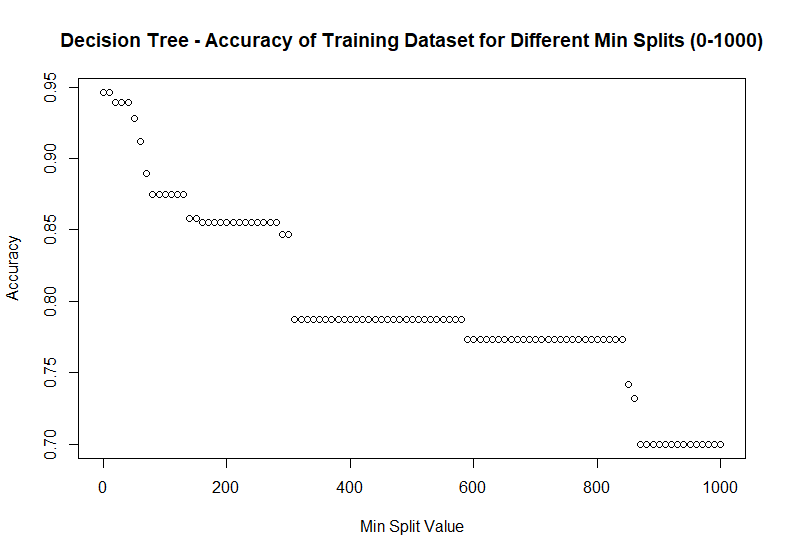 Decision Tree - Accuracy of Training Dataset for Different Min Splits (0-1000)
0.95
0.90
0.85
0.80
0.75
0.70
Accuracy
0 200 400 600 800 1000
Min Split Value